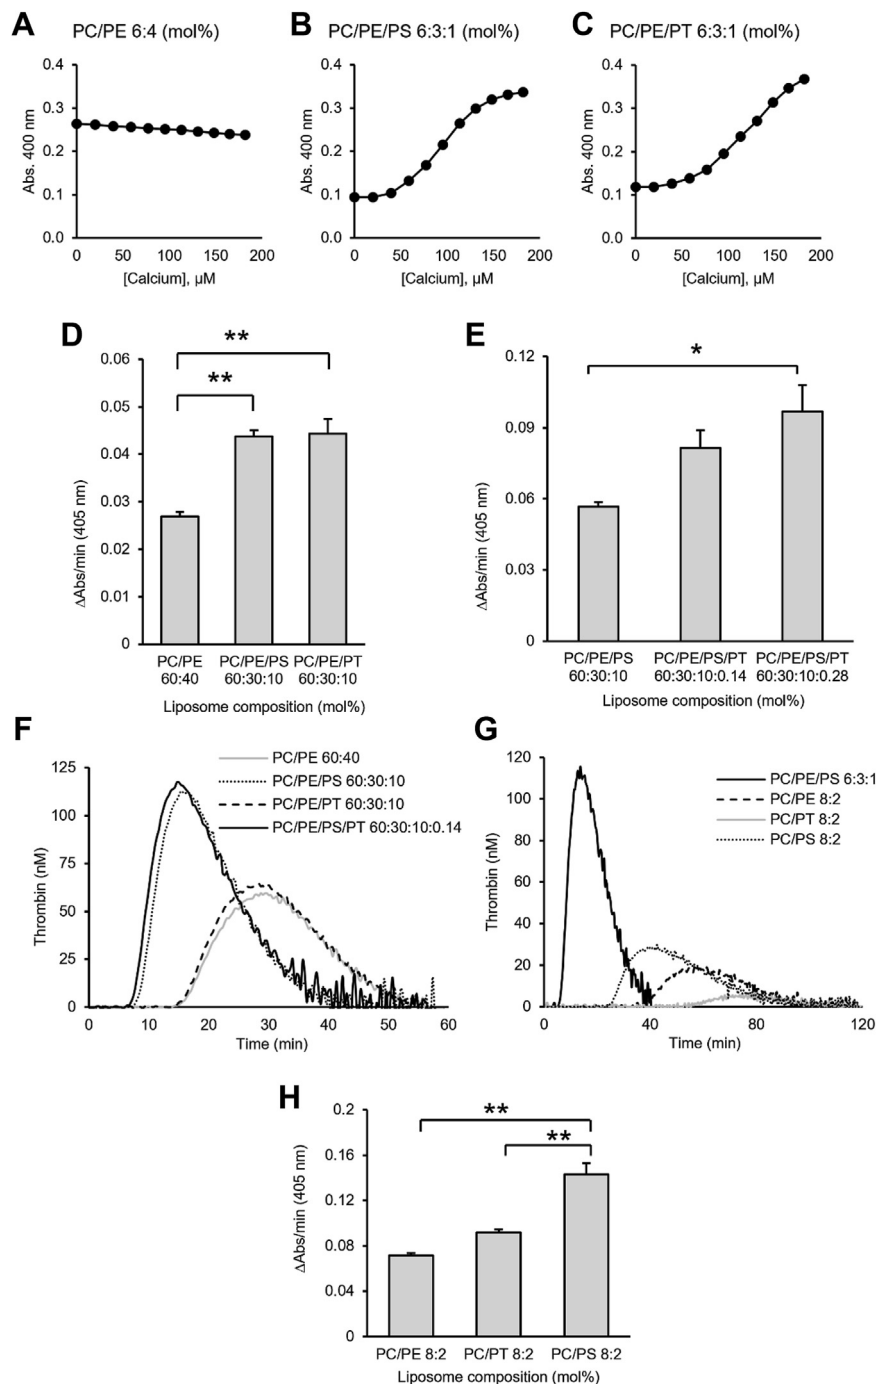 A PC/PE 6:4 (mol%)
Abs. 400 nm
0.4
0.3
0.2
0.1
0.0
0 50 100 150 200
[Calcium], µM
B PC/PE/PS 6:3:1 (mol%)
Abs. 400 nm
0.4
0.3
0.2
0.1
0.0
0 50 100 150 200
[Calcium], µM
C PC/PE/PT 6:3:1 (mol%)
Abs. 400 nm
0.4
0.3
0.2
0.1
0.0
0 50 100 150 200
[Calcium], µM
D
ΔAbs/min (405 nm)
0.06
0.05
0.04
0.03
0.02
0.01
0
**
**
PC/PE PC/PE/PS PC/PE/PT
60:40 60:30:10 60:30:10
Liposome composition (mol%)
E
ΔAbs/min (405 nm)
0.12
0.09
0.06
0.03
0
*
PC/PE/PS PC/PE/PS/PT PC/PE/PS/PT
60:30:10 60:30:10:0.14 60:30:10:0.28
Liposome composition (mol%)
F
Thrombin (nM)
125
100
75
50
25
0
PC/PE 60:40
PC/PE/PS 60:30:10
PC/PE/PT 60:30:10
PC/PE/PS/PT 60:30:10:0.14
0 10 20 30 40 50 60
Time (min)
G
Thrombin (nM)
120
100
80
60
40
20
0
PC/PE/PS 6:3:1
PC/PE 8:2
PC/PT 8:2
PC/PS 8:2
0 40 80 120
Time (min)
H
ΔAbs/min (405 nm)
0.2
0.16
0.12
0.08
0.04
0
**
**
PC/PE 8:2 PC/PT 8:2 PC/PS 8:2
Liposome composition (mol%)